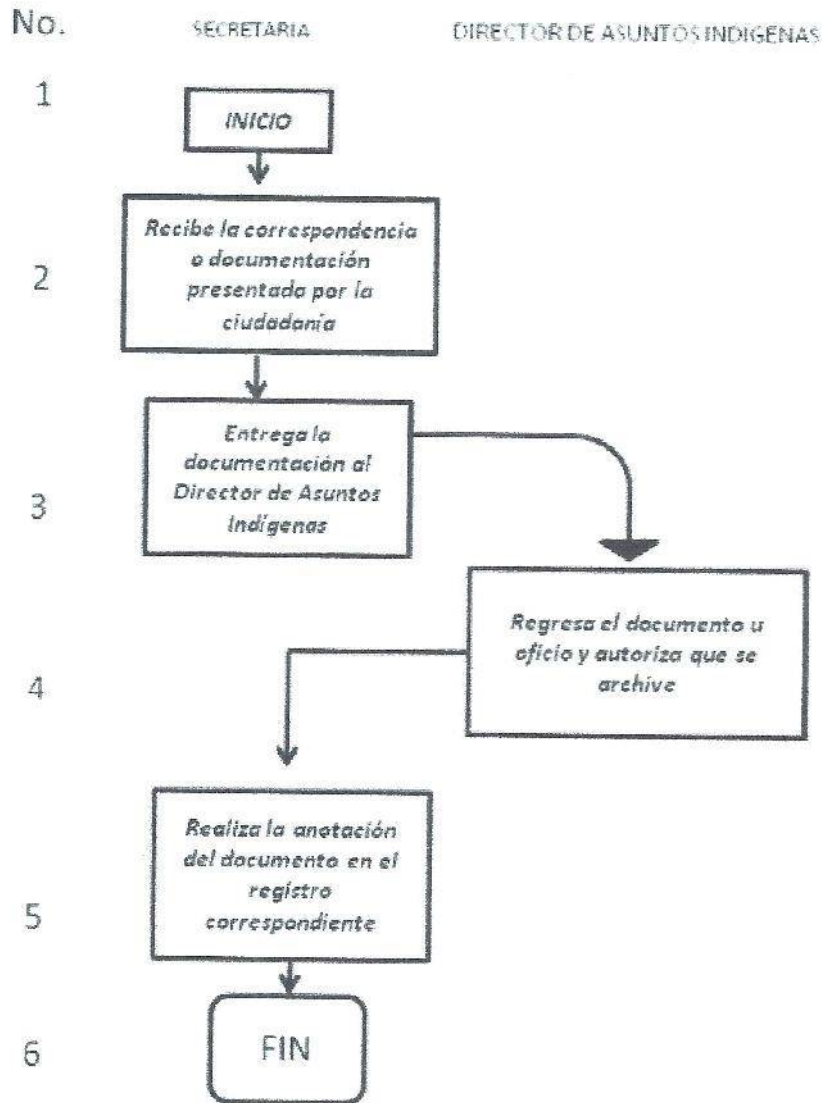 No. SECRETARIA DIRECTOR DE ASUNTOS INDIGENAS
1
INICIO
2
Recibe la correspondencia
o documentación
presentada por la
ciudadanía
3
Entrega la
documentación al
Director de Asuntos
Indígenas
4
Regresa el documento u
oficio y autoriza que se
archive
5
Realiza la anotación
del documento en el
registro
correspondiente
6
FIN